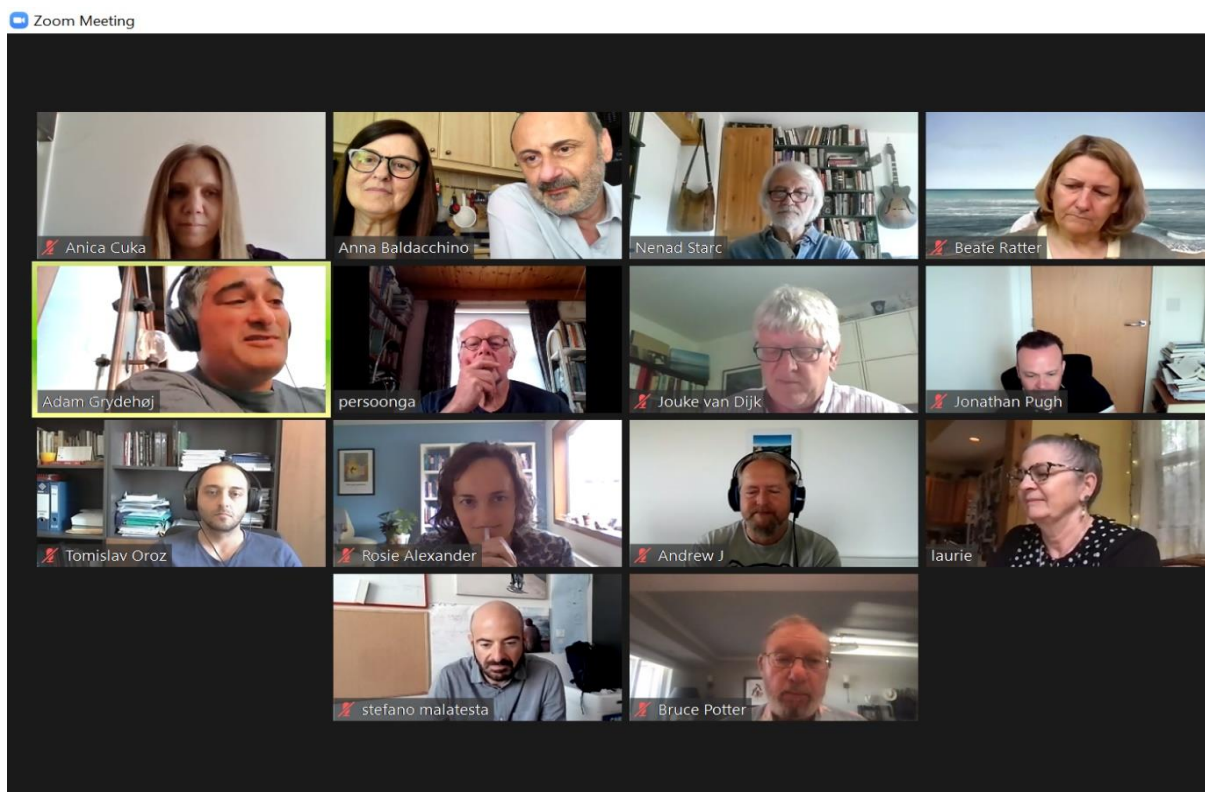 Zoom Meeting
Anica Cuka
Anna Baldacchino
Nenad Starc
Beate Ratter
Adam Grydehøj
persoonga
Jouke van Dijk
Jonathan Pugh
Tomislav Oroz
Rosie Alexander
Andrew J
laurie
stefano malatesta
Bruce Potter